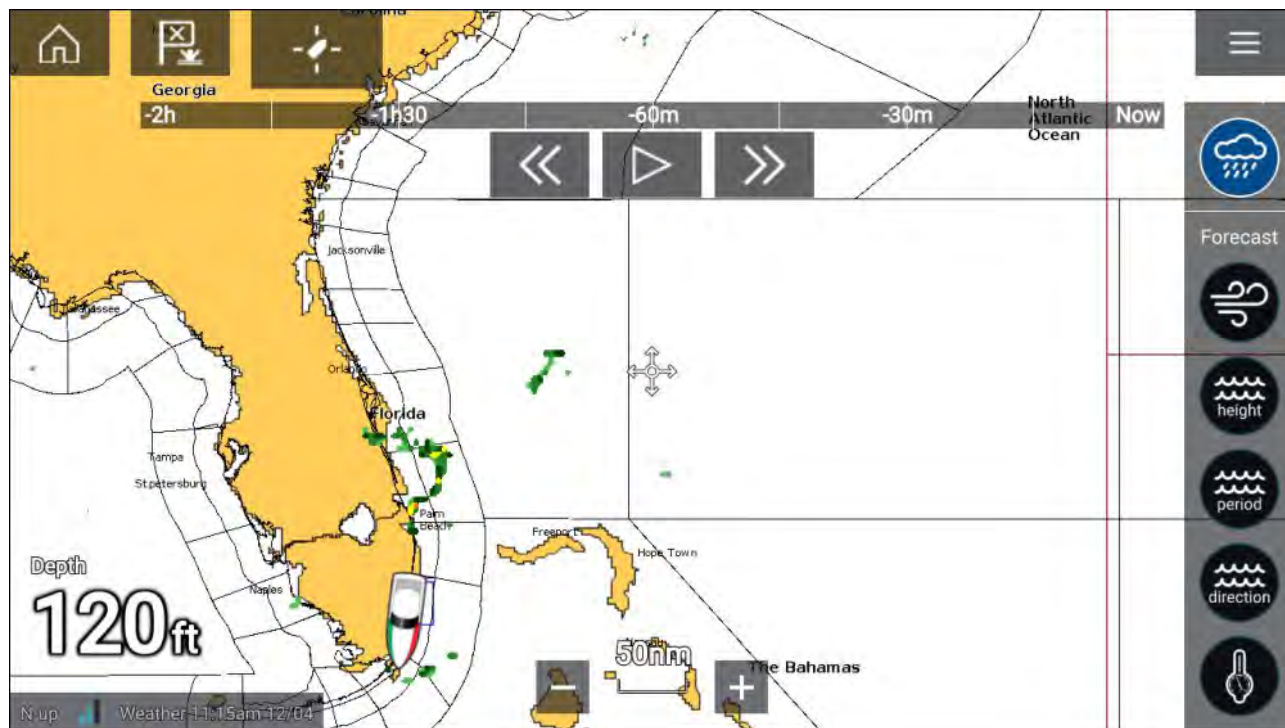 Carolina
Georgia
-2h
-1h30
-60m
-30m
Now
North
Atlantic
Ocean
Forecast
Jacksonville
Orlando
Florida
height
Tampa
St.petersburg
period
Palm
Beach
Freeport
Hope Town
Depth
120ft
Naples
direction
50nm
The Bahamas
N-up
Weather 11:15am 12/04